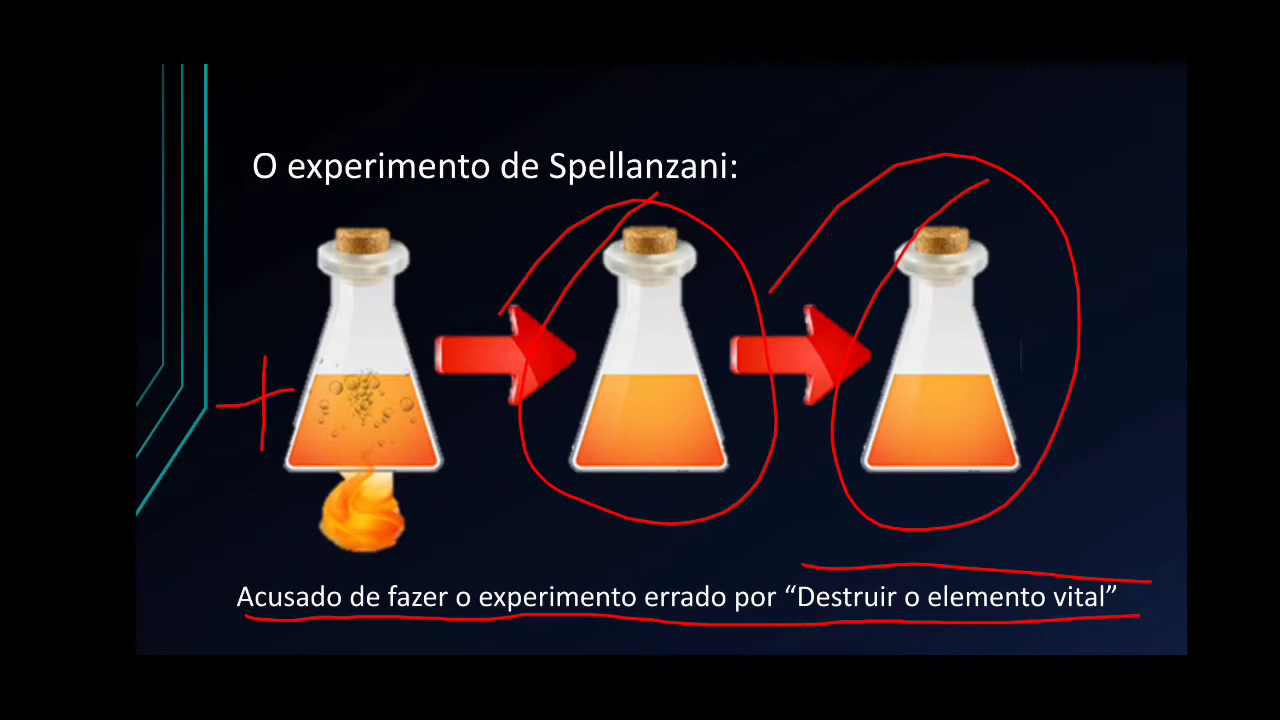 O experimento de Spellanzani:
Acusado de fazer o experimento errado por “Destruir o elemento vital”